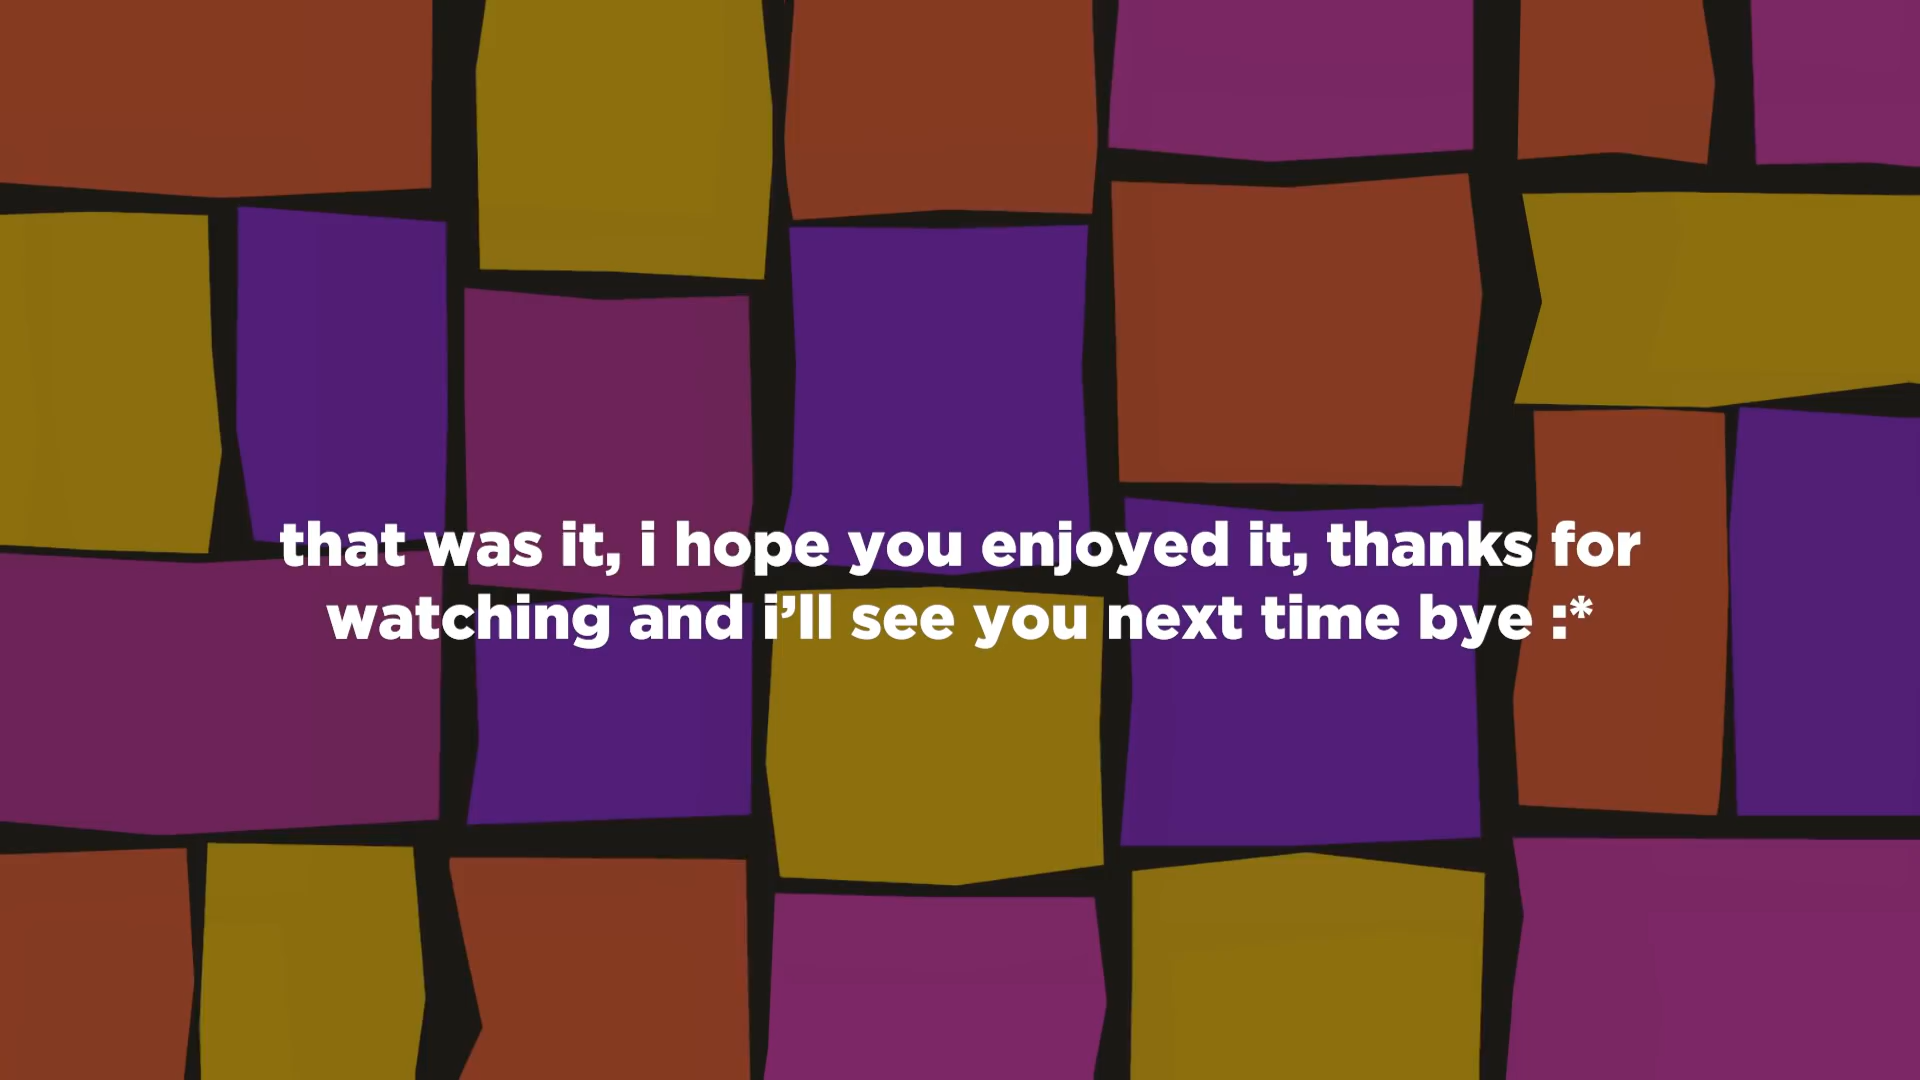 that was it, i hope you enjoyed it, thanks for
watching and i’ll see you next time bye :*